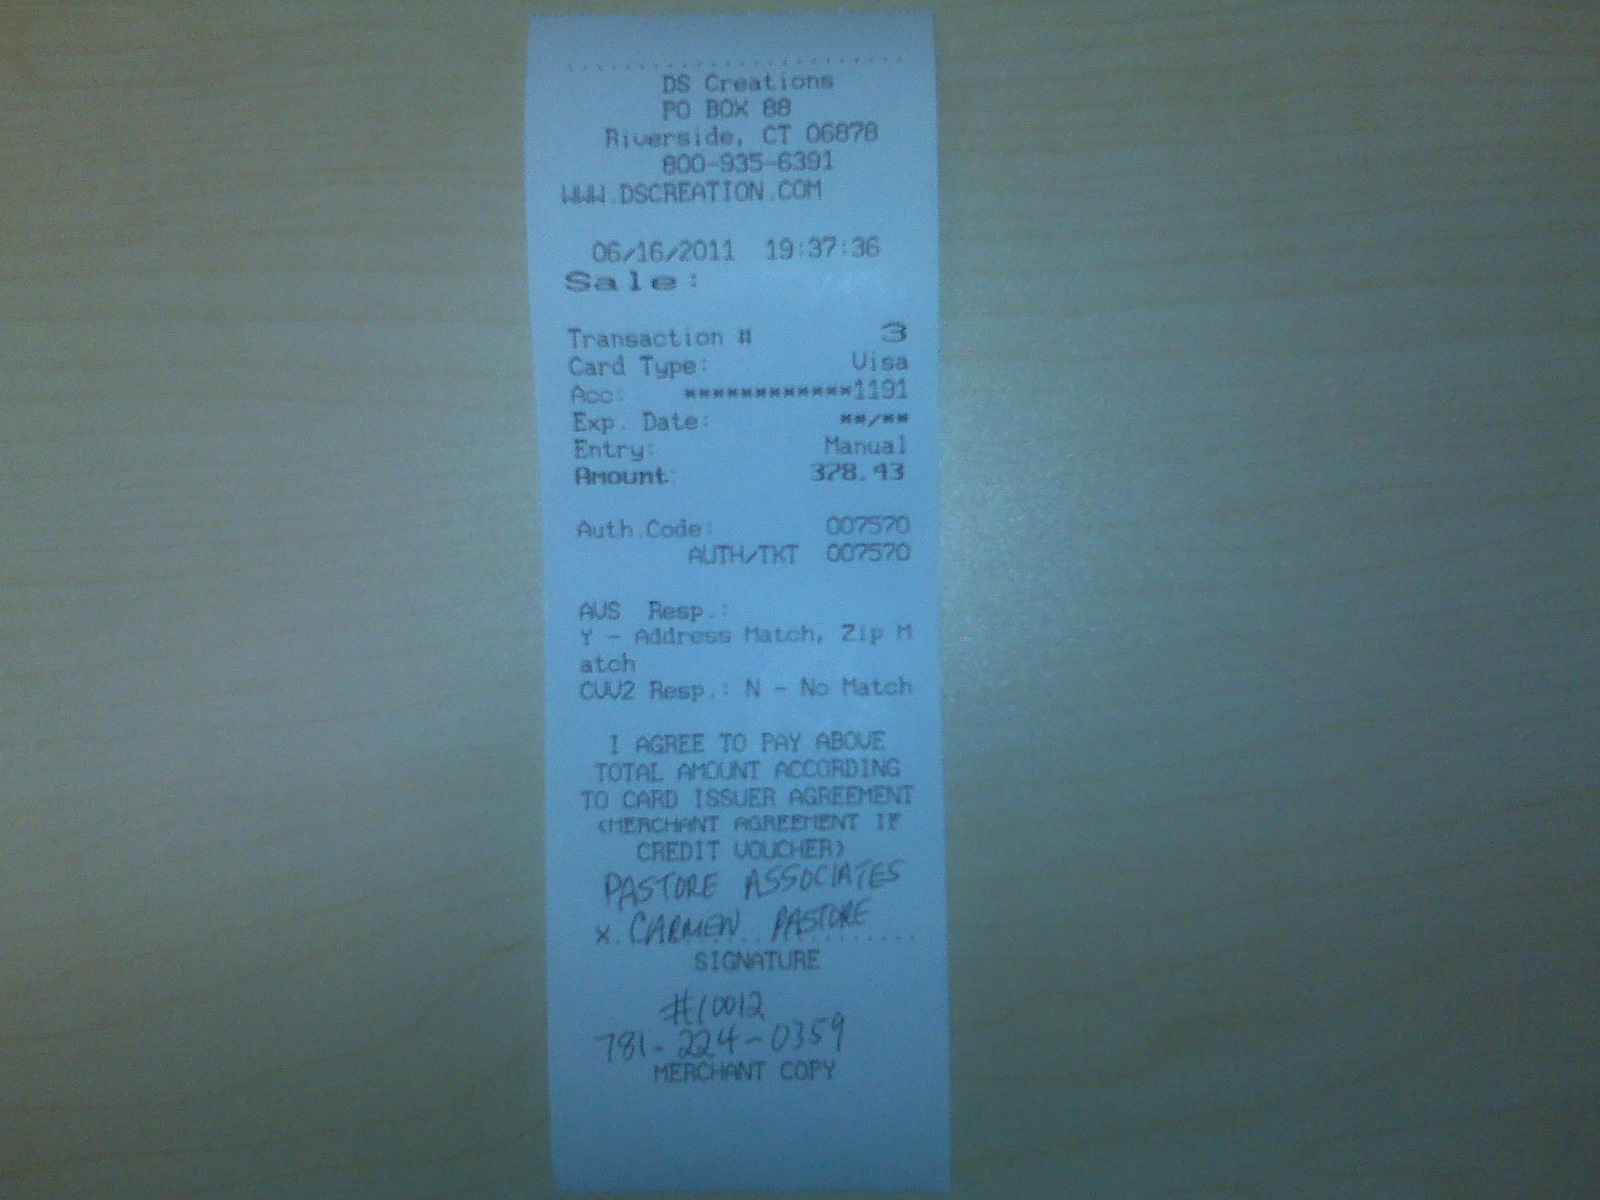 DS Creations
PO BOX 88
Riverside, CT 06878
800-935-6391
WWW.DSCREATION.COM
06/16/2011 19:37:36
Sale:
Transaction # 3
Card Type: Visa
Acc: ************1191
Exp. Date: **/**
Entry: Manual
Amount: 378.43
Auth.Code: 007570
AUTH/TKT 007570
AVS Resp.:
Y - Address Match, Zip M
atch
CVV2 Resp.: N - No Match
I AGREE TO PAY ABOVE
TOTAL AMOUNT ACCORDING
TO CARD ISSUER AGREEMENT
(MERCHANT AGREEMENT IF
CREDIT VOUCHER)
PASTORE ASSOCIATES
x. CARMEN PASTORE
SIGNATURE
#10012
781-224-0359
MERCHANT COPY